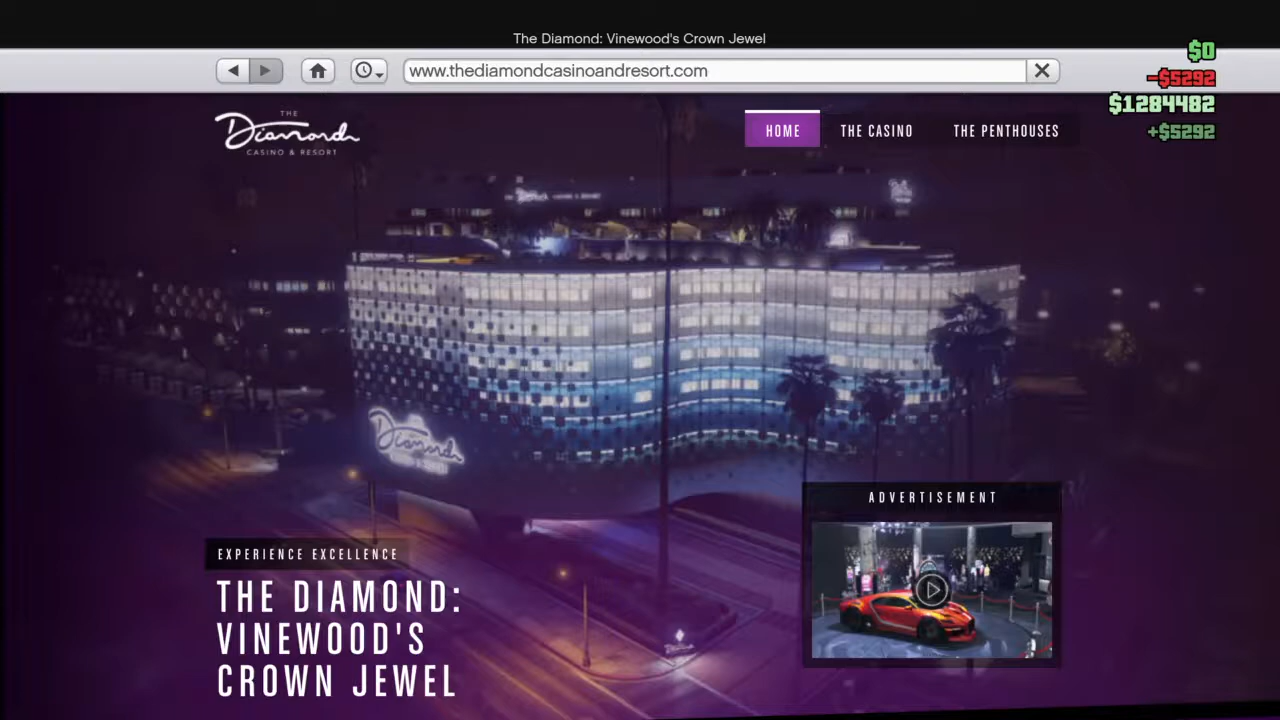 The Diamond: Vinewood's Crown Jewel
www.thediamondcasinoandresort.com
$0
-$5292
$1284482
+$5292
THE
Diamond
CASINO & RESORT
HOME
THE CASINO
THE PENTHOUSES
Diamond
ADVERTISEMENT
EXPERIENCE EXCELLENCE
THE DIAMOND:
VINEWOOD'S
CROWN JEWEL